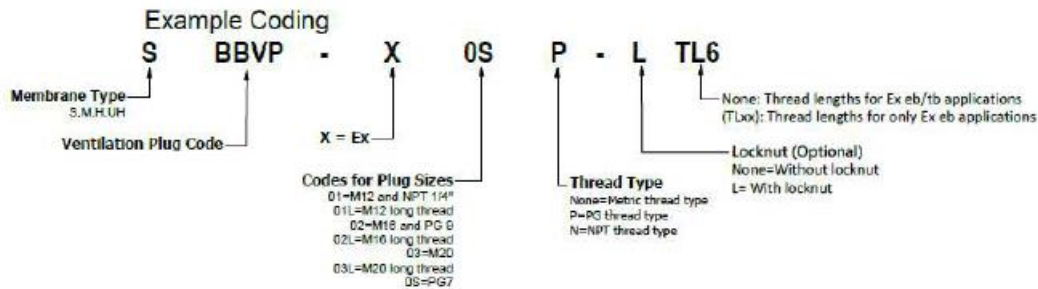 Example Coding
S BBVP - X 0S P - L TL6
Membrane Type
S.M.H.UH
Ventilation Plug Code
X = Ex
Codes for Plug Sizes
01=M12 and NPT 1/4"
01L=M12 long thread
02=M16 and PG 9
02L=M16 long thread
03=M20
03L=M20 long thread
0S=PG7
Thread Type
None=Metric thread type
P=PG thread type
N=NPT thread type
None: Thread lengths for Ex eb/tb applications
(TLxx): Thread lengths for only Ex eb applications
Locknut (Optional)
None=Without locknut
L= With locknut